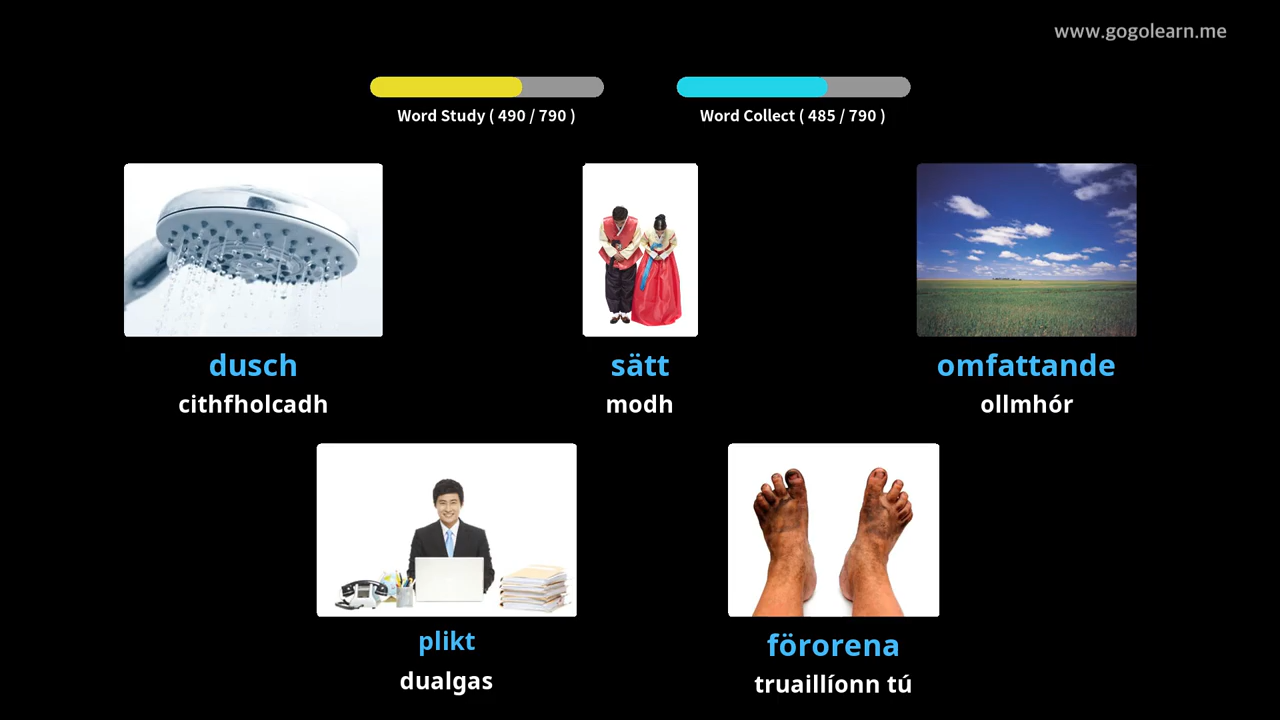 www.gogolearn.me
Word Study ( 490 / 790 )
Word Collect ( 485 / 790 )
dusch
cithfholcadh
sätt
modh
omfattande
ollmhór
plikt
dualgas
förorena
truaillíonn tú